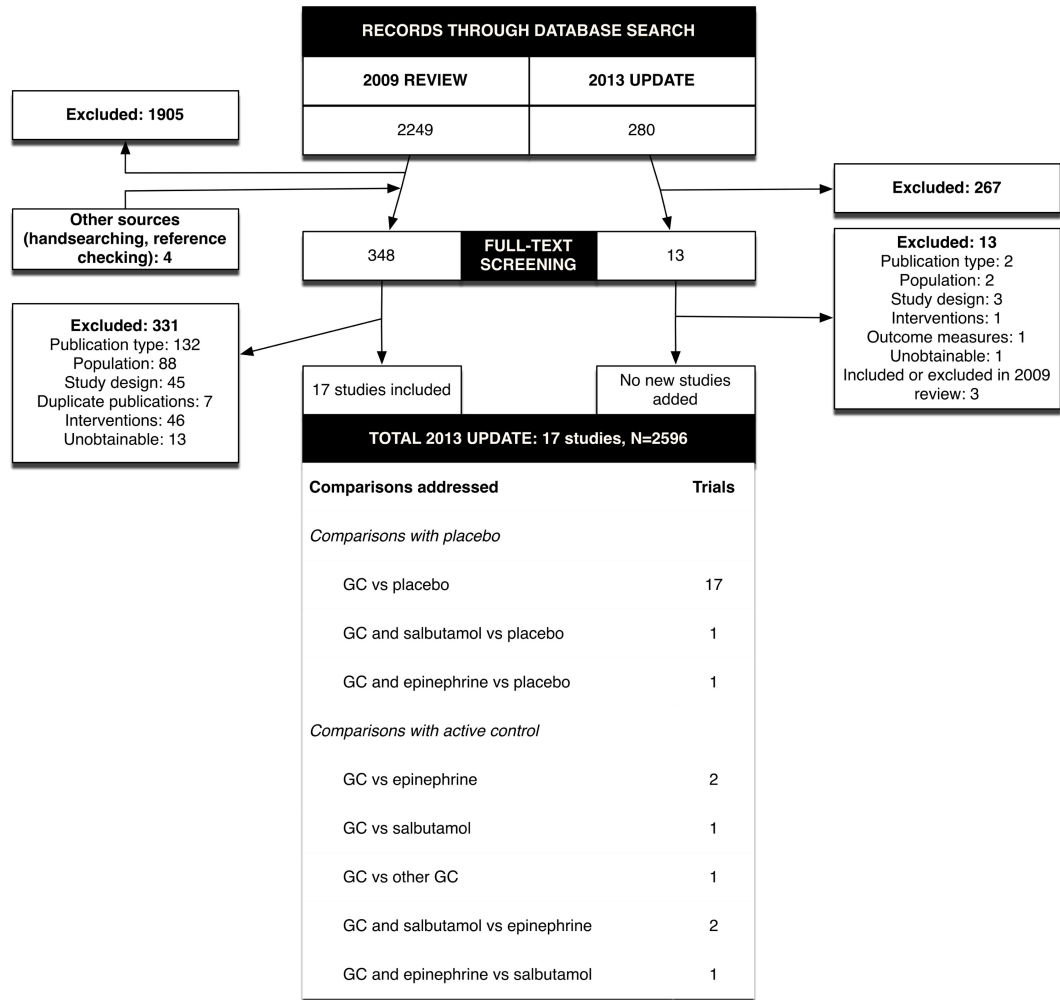 RECORDS THROUGH DATABASE SEARCH
2009 REVIEW
2013 UPDATE
2249
280
Excluded: 1905
Other sources
(handsearching, reference
checking): 4
Excluded: 267
348
FULL-TEXT
SCREENING
13
Excluded: 331
Publication type: 132
Population: 88
Study design: 45
Duplicate publications: 7
Interventions: 46
Unobtainable: 13
Excluded: 13
Publication type: 2
Population: 2
Study design: 3
Interventions: 1
Outcome measures: 1
Unobtainable: 1
Included or excluded in 2009
review: 3
17 studies included
No new studies
added
TOTAL 2013 UPDATE: 17 studies, N=2596
Comparisons addressed Trials
Comparisons with placebo
GC vs placebo 17
GC and salbutamol vs placebo 1
GC and epinephrine vs placebo 1
Comparisons with active control
GC vs epinephrine 2
GC vs salbutamol 1
GC vs other GC 1
GC and salbutamol vs epinephrine 2
GC and epinephrine vs salbutamol 1